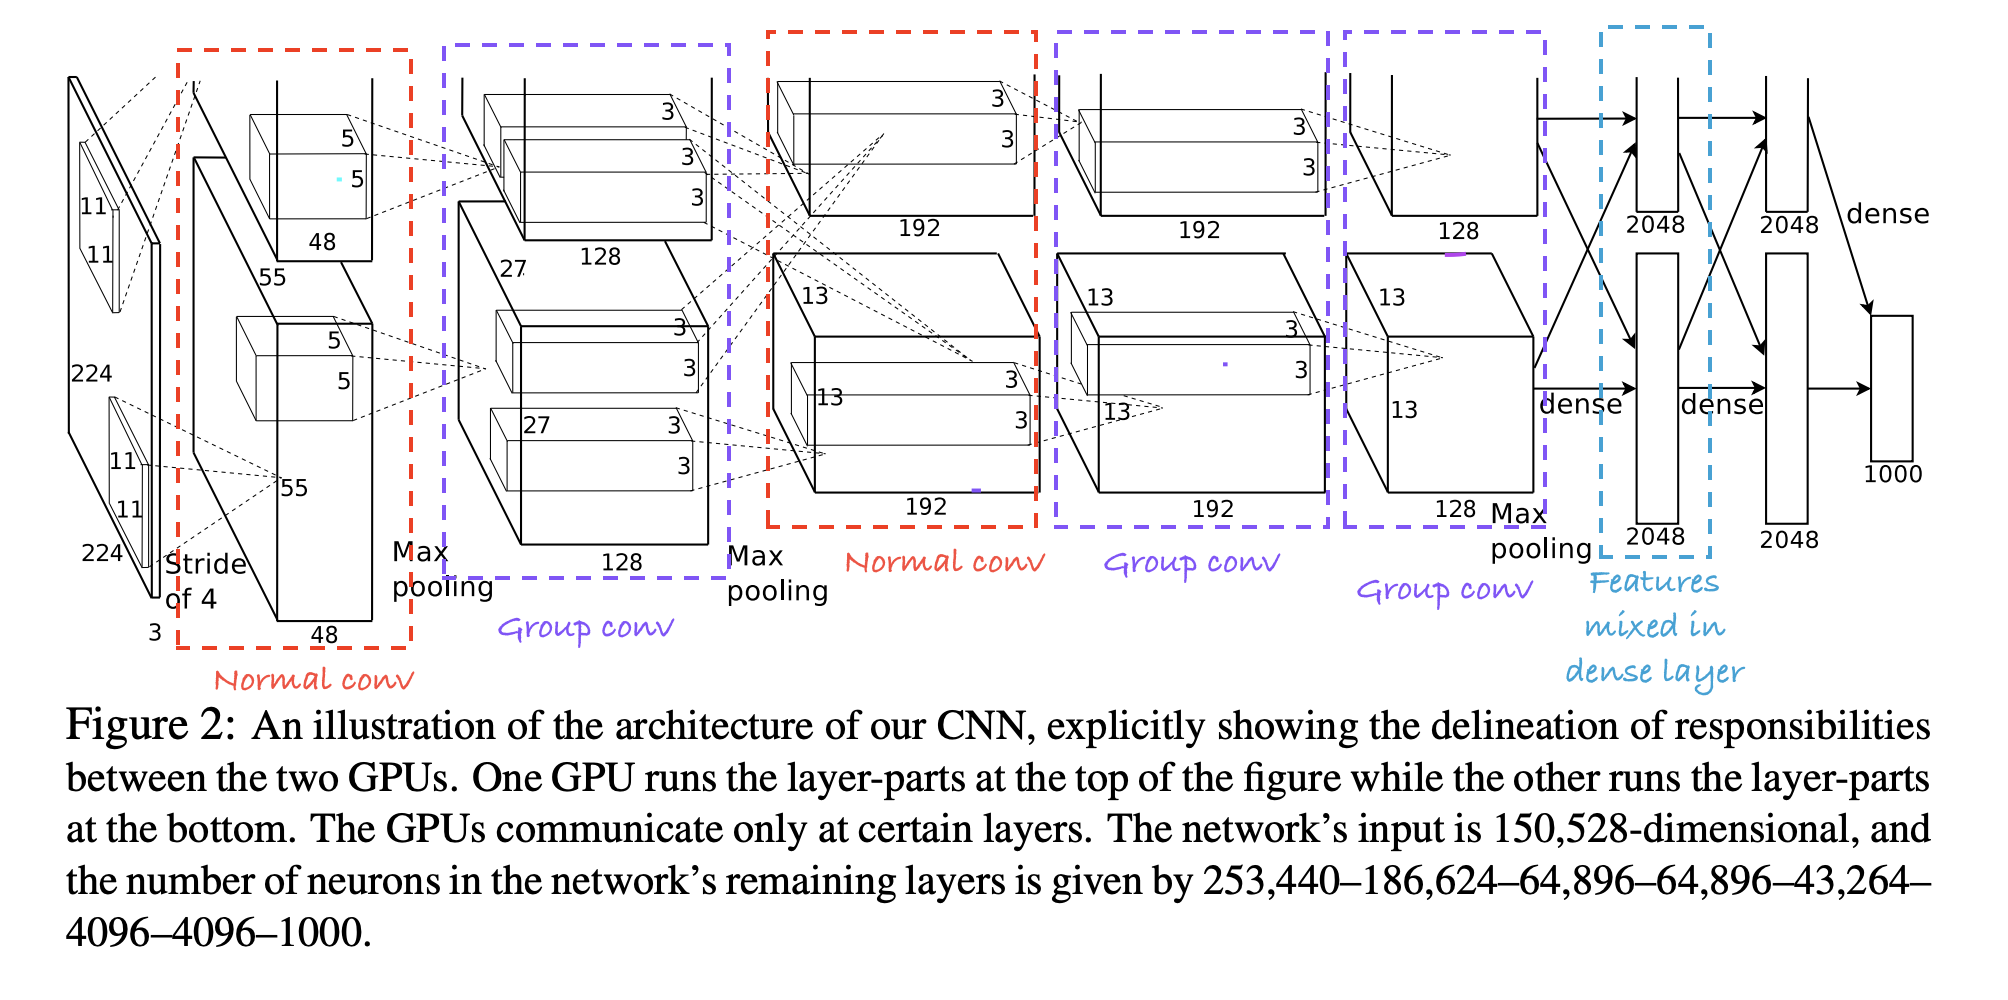 11
11
5
5
48
55
3
3
3
128
27
3
3
192
3
3
192
128
2048
2048
dense
224
11
11
224
3
Stride
of 4
5
5
55
48
Max
pooling
3
3
27
3
3
128
Max
pooling
13
13
3
3
192
13
13
3
3
192
13
13
128
Max
pooling
dense
dense
2048
2048
1000
Normal conv
Group conv
Normal conv
Group conv
Group conv
Features
mixed in
dense layer
Figure 2: An illustration of the architecture of our CNN, explicitly showing the delineation of responsibilities
between the two GPUs. One GPU runs the layer-parts at the top of the figure while the other runs the layer-parts
at the bottom. The GPUs communicate only at certain layers. The network’s input is 150,528-dimensional, and
the number of neurons in the network’s remaining layers is given by 253,440–186,624–64,896–64,896–43,264–
4096–4096–1000.